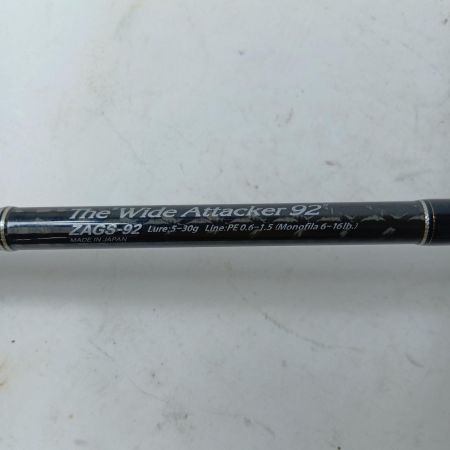 The Wide Attacker 92
ZAGS-92 Lure:5-30g Line:PE 0.6-1.5 (Monofila 6-16lb.)
MADE IN JAPAN